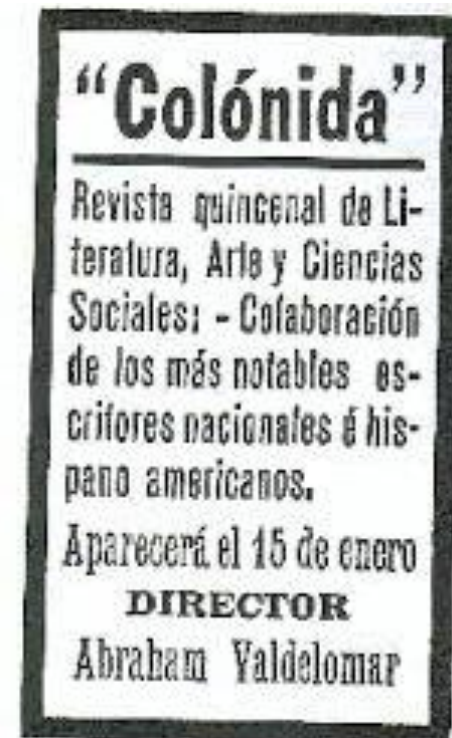 “Colónida”
Revista quincenal de Li-
teratura, Arte y Ciencias
Sociales: - Colaboración
de los más notables es-
critores nacionales é his-
pano americanos.
Aparecerá el 15 de enero
DIRECTOR
Abraham Valdelomar